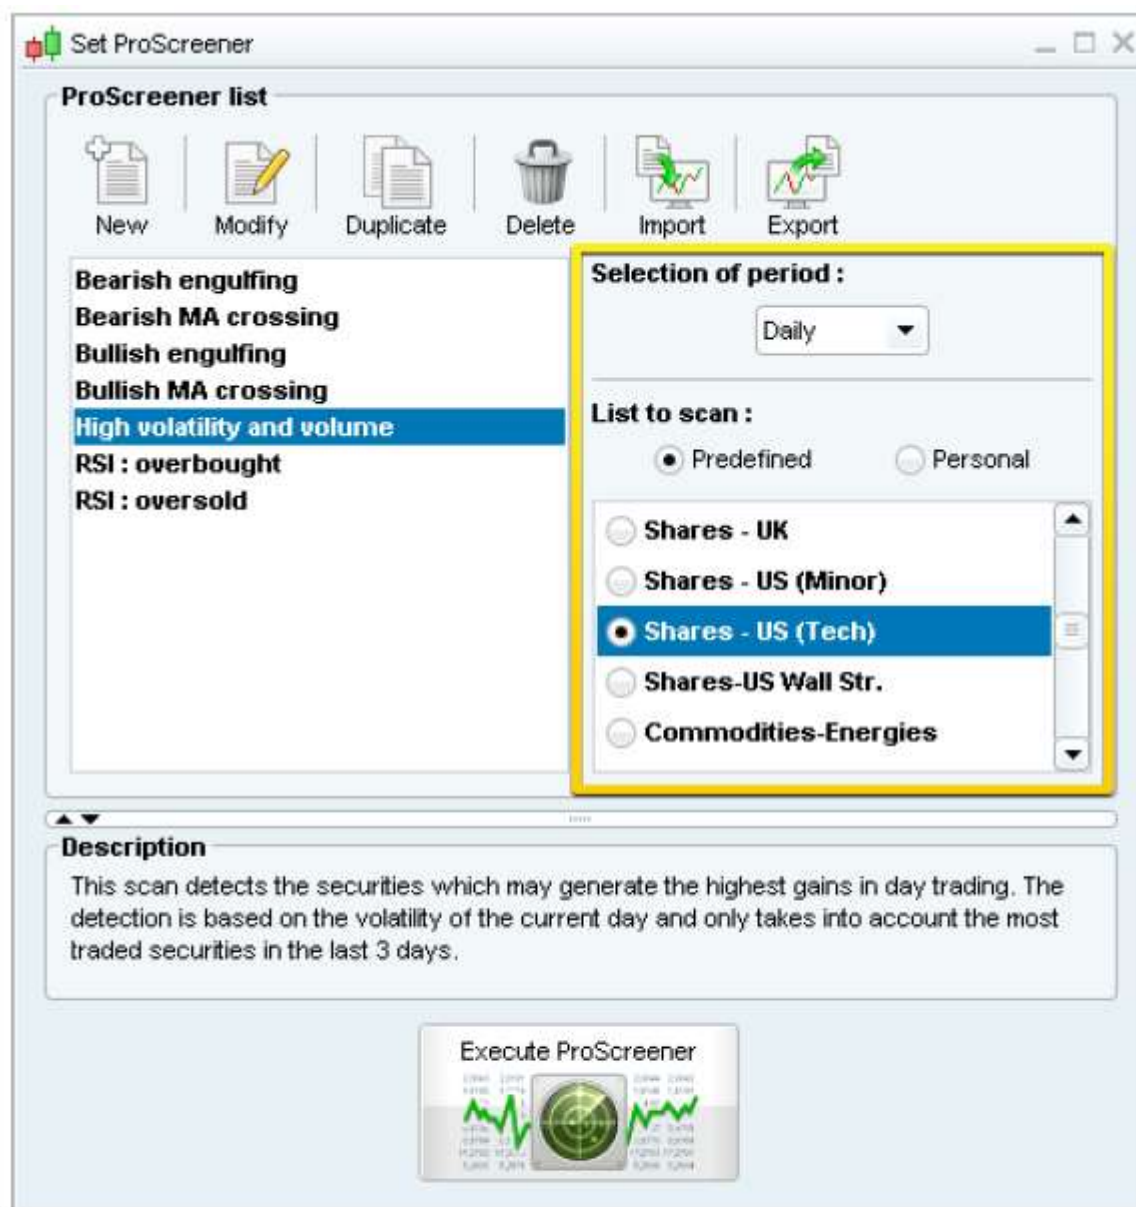 Set ProScreener
ProScreener list
New
Modify
Duplicate
Delete
Import
Export
Bearish engulfing
Bearish MA crossing
Bullish engulfing
Bullish MA crossing
High volatility and volume
RSI : overbought
RSI : oversold
Selection of period :
Daily
List to scan :
Predefined
Personal
Shares - UK
Shares - US (Minor)
Shares - US (Tech)
Shares-US Wall Str.
Commodities-Energies
Description
This scan detects the securities which may generate the highest gains in day trading. The
detection is based on the volatility of the current day and only takes into account the most
traded securities in the last 3 days.
Execute ProScreener